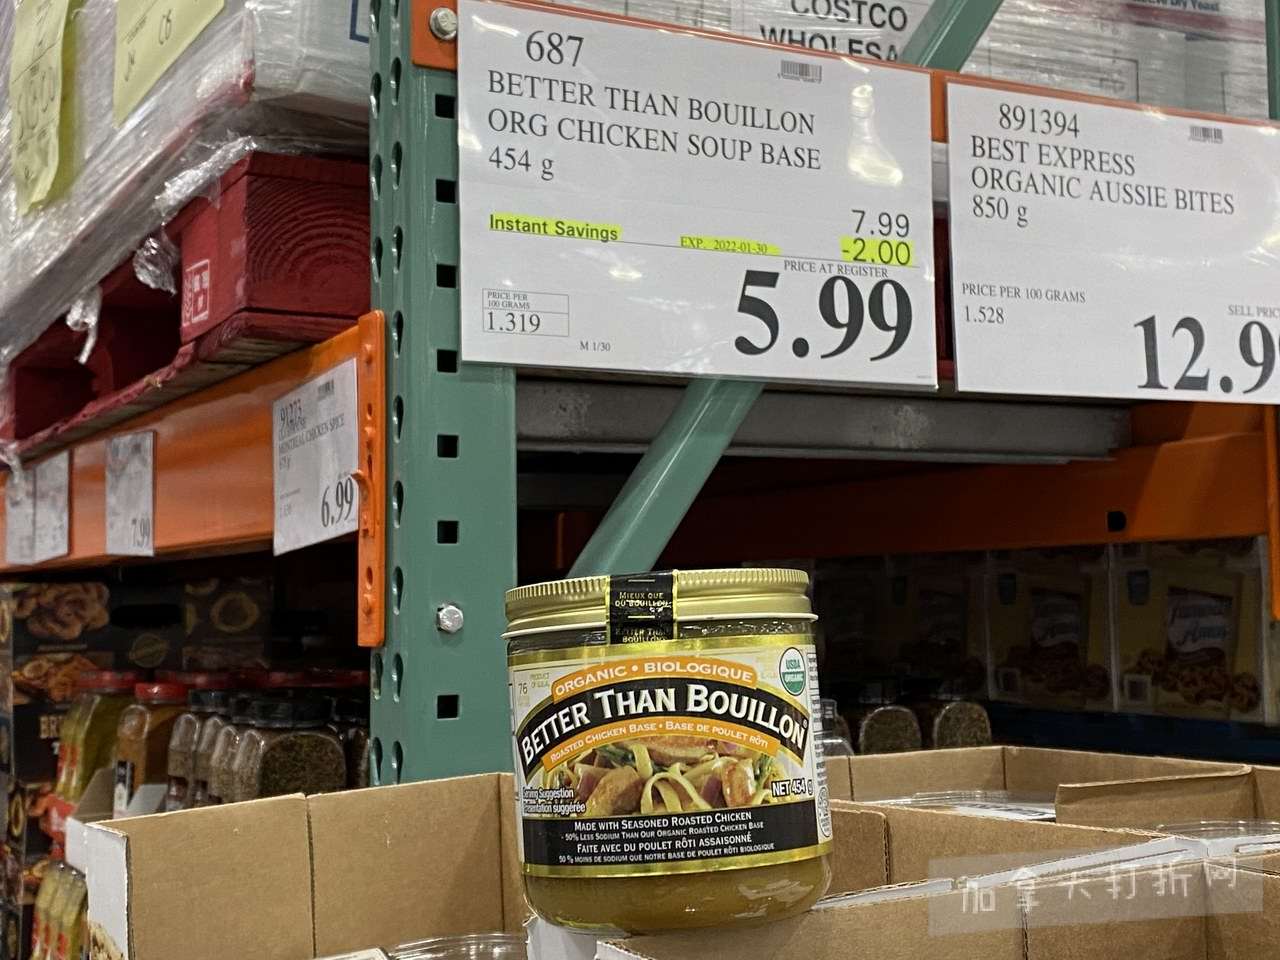 COSTCO
WHOLESA
687
BETTER THAN BOUILLON
ORG CHICKEN SOUP BASE
454 g
Instant Savings
EXP. 2022-01-30
7.99
-2.00
PRICE AT REGISTER
5.99
PRICE PER
100 GRAMS
1.319
M 1/30
891394
BEST EXPRESS
ORGANIC AUSSIE BITES
850 g
PRICE PER 100 GRAMS
1.528
SELL PRIC
12.9
91273
MONTREAL CHICKEN SPICE
6.99
7.99
MIEUX QUE
DU BOUILLON
BETTER THAN
BOUILLON
ORGANIC • BIOLOGIQUE
USDA
ORGANIC
76
BETTER THAN BOUILLON
ROASTED CHICKEN BASE • BASE DE POULET RÔTI
Serving Suggestion
Présentation suggérée
NET 454 g
MADE WITH SEASONED ROASTED CHICKEN
- 50% LESS SODIUM THAN OUR ORGANIC ROASTED CHICKEN BASE
FAITE AVEC DU POULET RÔTI ASSAISONNÉ
50 % MOINS DE SODIUM QUE NOTRE BASE DE POULET RÔTI BIOLOGIQUE
加拿大打折网